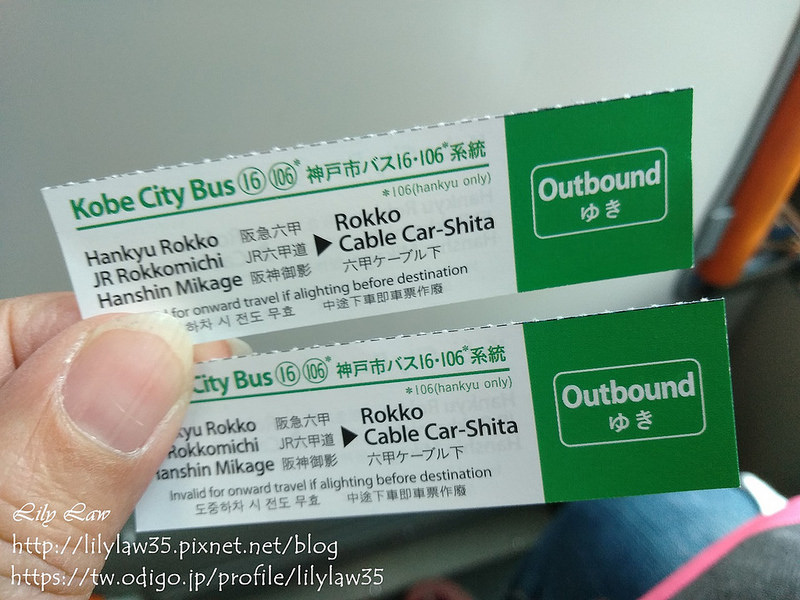 Kobe City Bus ⑯ 106* 神戸市バス16・106*系統
*106(hankyu only)
Hankyu Rokko 阪急六甲
JR Rokkomichi JR六甲道
Hanshin Mikage 阪神御影
▶
Rokko
Cable Car-Shita
六甲ケーブル下
for onward travel if alighting before destination
하차 시 전도 무효 中途下車即車票作廢
Outbound
ゆき
City Bus ⑯ 106* 神戸市バス16・106*系統
*106(hankyu only)
kyu Rokko 阪急六甲
Rokkomichi JR六甲道
Hanshin Mikage 阪神御影
▶
Rokko
Cable Car-Shita
六甲ケーブル下
Invalid for onward travel if alighting before destination
도중하차 시 전도 무효 中途下車即車票作廢
Outbound
ゆき
Lily Law
http://lilylaw35.pixnet.net/blog
https://tw.odigo.jp/profile/lilylaw35